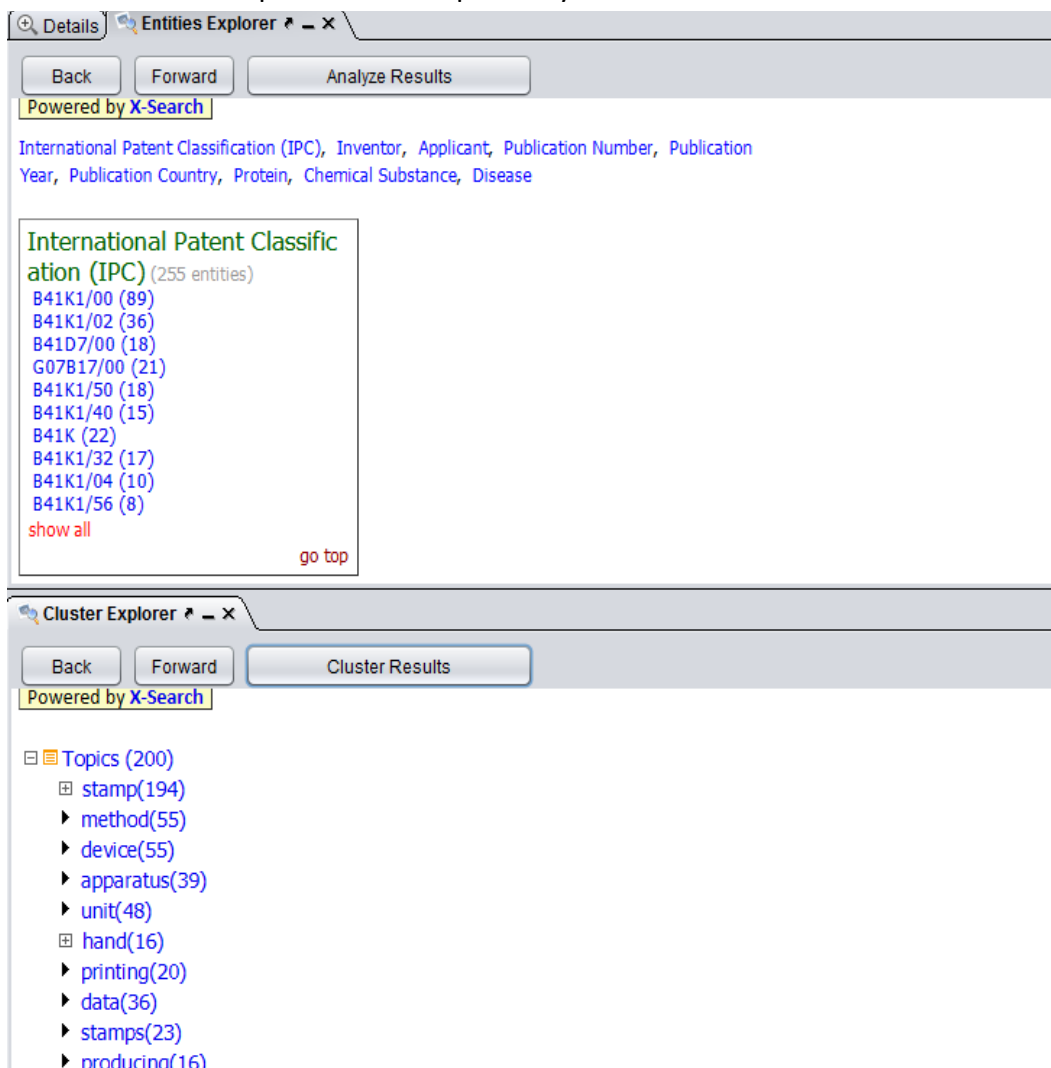 Details Entities Explorer
Back Forward Analyze Results
Powered by X-Search
International Patent Classification (IPC), Inventor, Applicant, Publication Number, Publication
Year, Publication Country, Protein, Chemical Substance, Disease
International Patent Classific
ation (IPC) (255 entities)
B41K1/00 (89)
B41K1/02 (36)
B41D7/00 (18)
G07B17/00 (21)
B41K1/50 (18)
B41K1/40 (15)
B41K (22)
B41K1/32 (17)
B41K1/04 (10)
B41K1/56 (8)
show all
go top
Cluster Explorer
Back Forward Cluster Results
Powered by X-Search
Topics (200)
stamp(194)
method(55)
device(55)
apparatus(39)
unit(48)
hand(16)
printing(20)
data(36)
stamps(23)
producing(16)